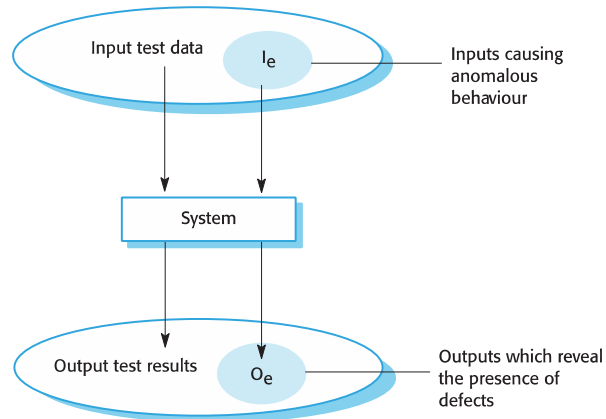 Input test data
Ie
Inputs causing
anomalous
behaviour
System
Output test results
Oe
Outputs which reveal
the presence of
defects